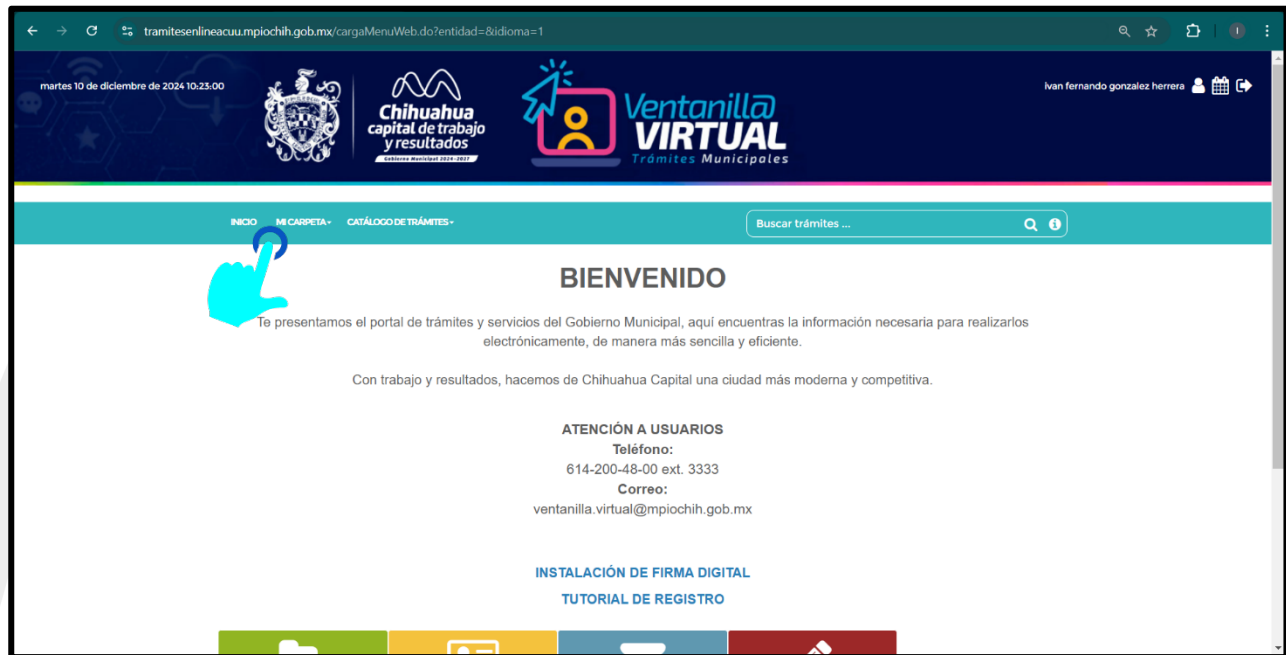 tramitesenlineacuu.mpiochih.gob.mx/cargaMenuWeb.do?entidad=&idioma=1
martes 10 de diciembre de 2024 10:23:00
Chihuahua
capital de trabajo
y resultados
Gobierno Municipal 2024-2027
Ventanill@
VIRTUAL
Trámites Municipales
ivan fernando gonzalez herrera
INICIO MI CARPETA CATÁLOGO DE TRÁMITES
Buscar trámites ...
BIENVENIDO
Te presentamos el portal de trámites y servicios del Gobierno Municipal, aquí encuentras la información necesaria para realizarlos
electrónicamente, de manera más sencilla y eficiente.
Con trabajo y resultados, hacemos de Chihuahua Capital una ciudad más moderna y competitiva.
ATENCIÓN A USUARIOS
Teléfono:
614-200-48-00 ext. 3333
Correo:
ventanilla.virtual@mpiochih.gob.mx
INSTALACIÓN DE FIRMA DIGITAL
TUTORIAL DE REGISTRO